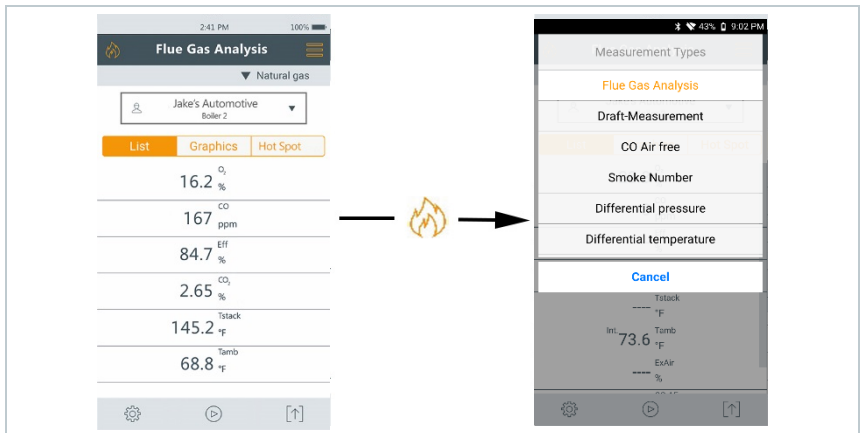 2:41 PM 100%
Flue Gas Analysis
▼ Natural gas
Jake's Automotive ▼
Boiler 2
List Graphics Hot Spot
O₂
16.2 %
CO
167 ppm
Eff
84.7 %
CO₂
2.65 %
Tstack
145.2 °F
Tamb
68.8 °F
43% 9:02 PM
Measurement Types
Flue Gas Analysis
Draft-Measurement
CO Air free
Smoke Number
Differential pressure
Differential temperature
Cancel
Tstack
---- °F
Int. Tamb
73.6 °F
ExAir
---- %